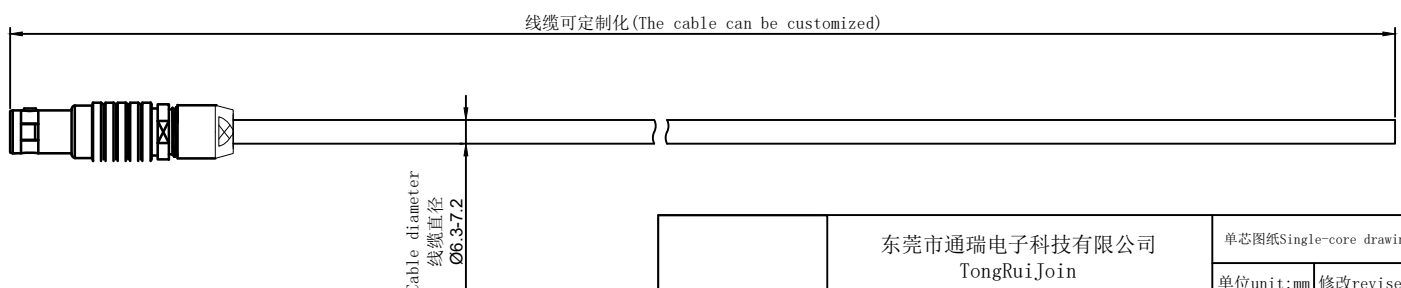 线缆可定制化(The cable can be customized)
Cable diameter
线缆直径
Ø6.3-7.2
东莞市通瑞电子科技有限公司
TongRuiJoin
单芯图纸Single-core drawin
单位unit:mm
修改revise